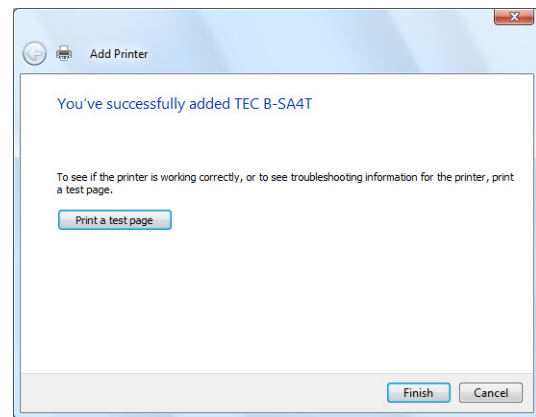 Add Printer
You've successfully added TEC B-SA4T
To see if the printer is working correctly, or to see troubleshooting information for the printer, print
a test page.
Print a test page
Finish Cancel